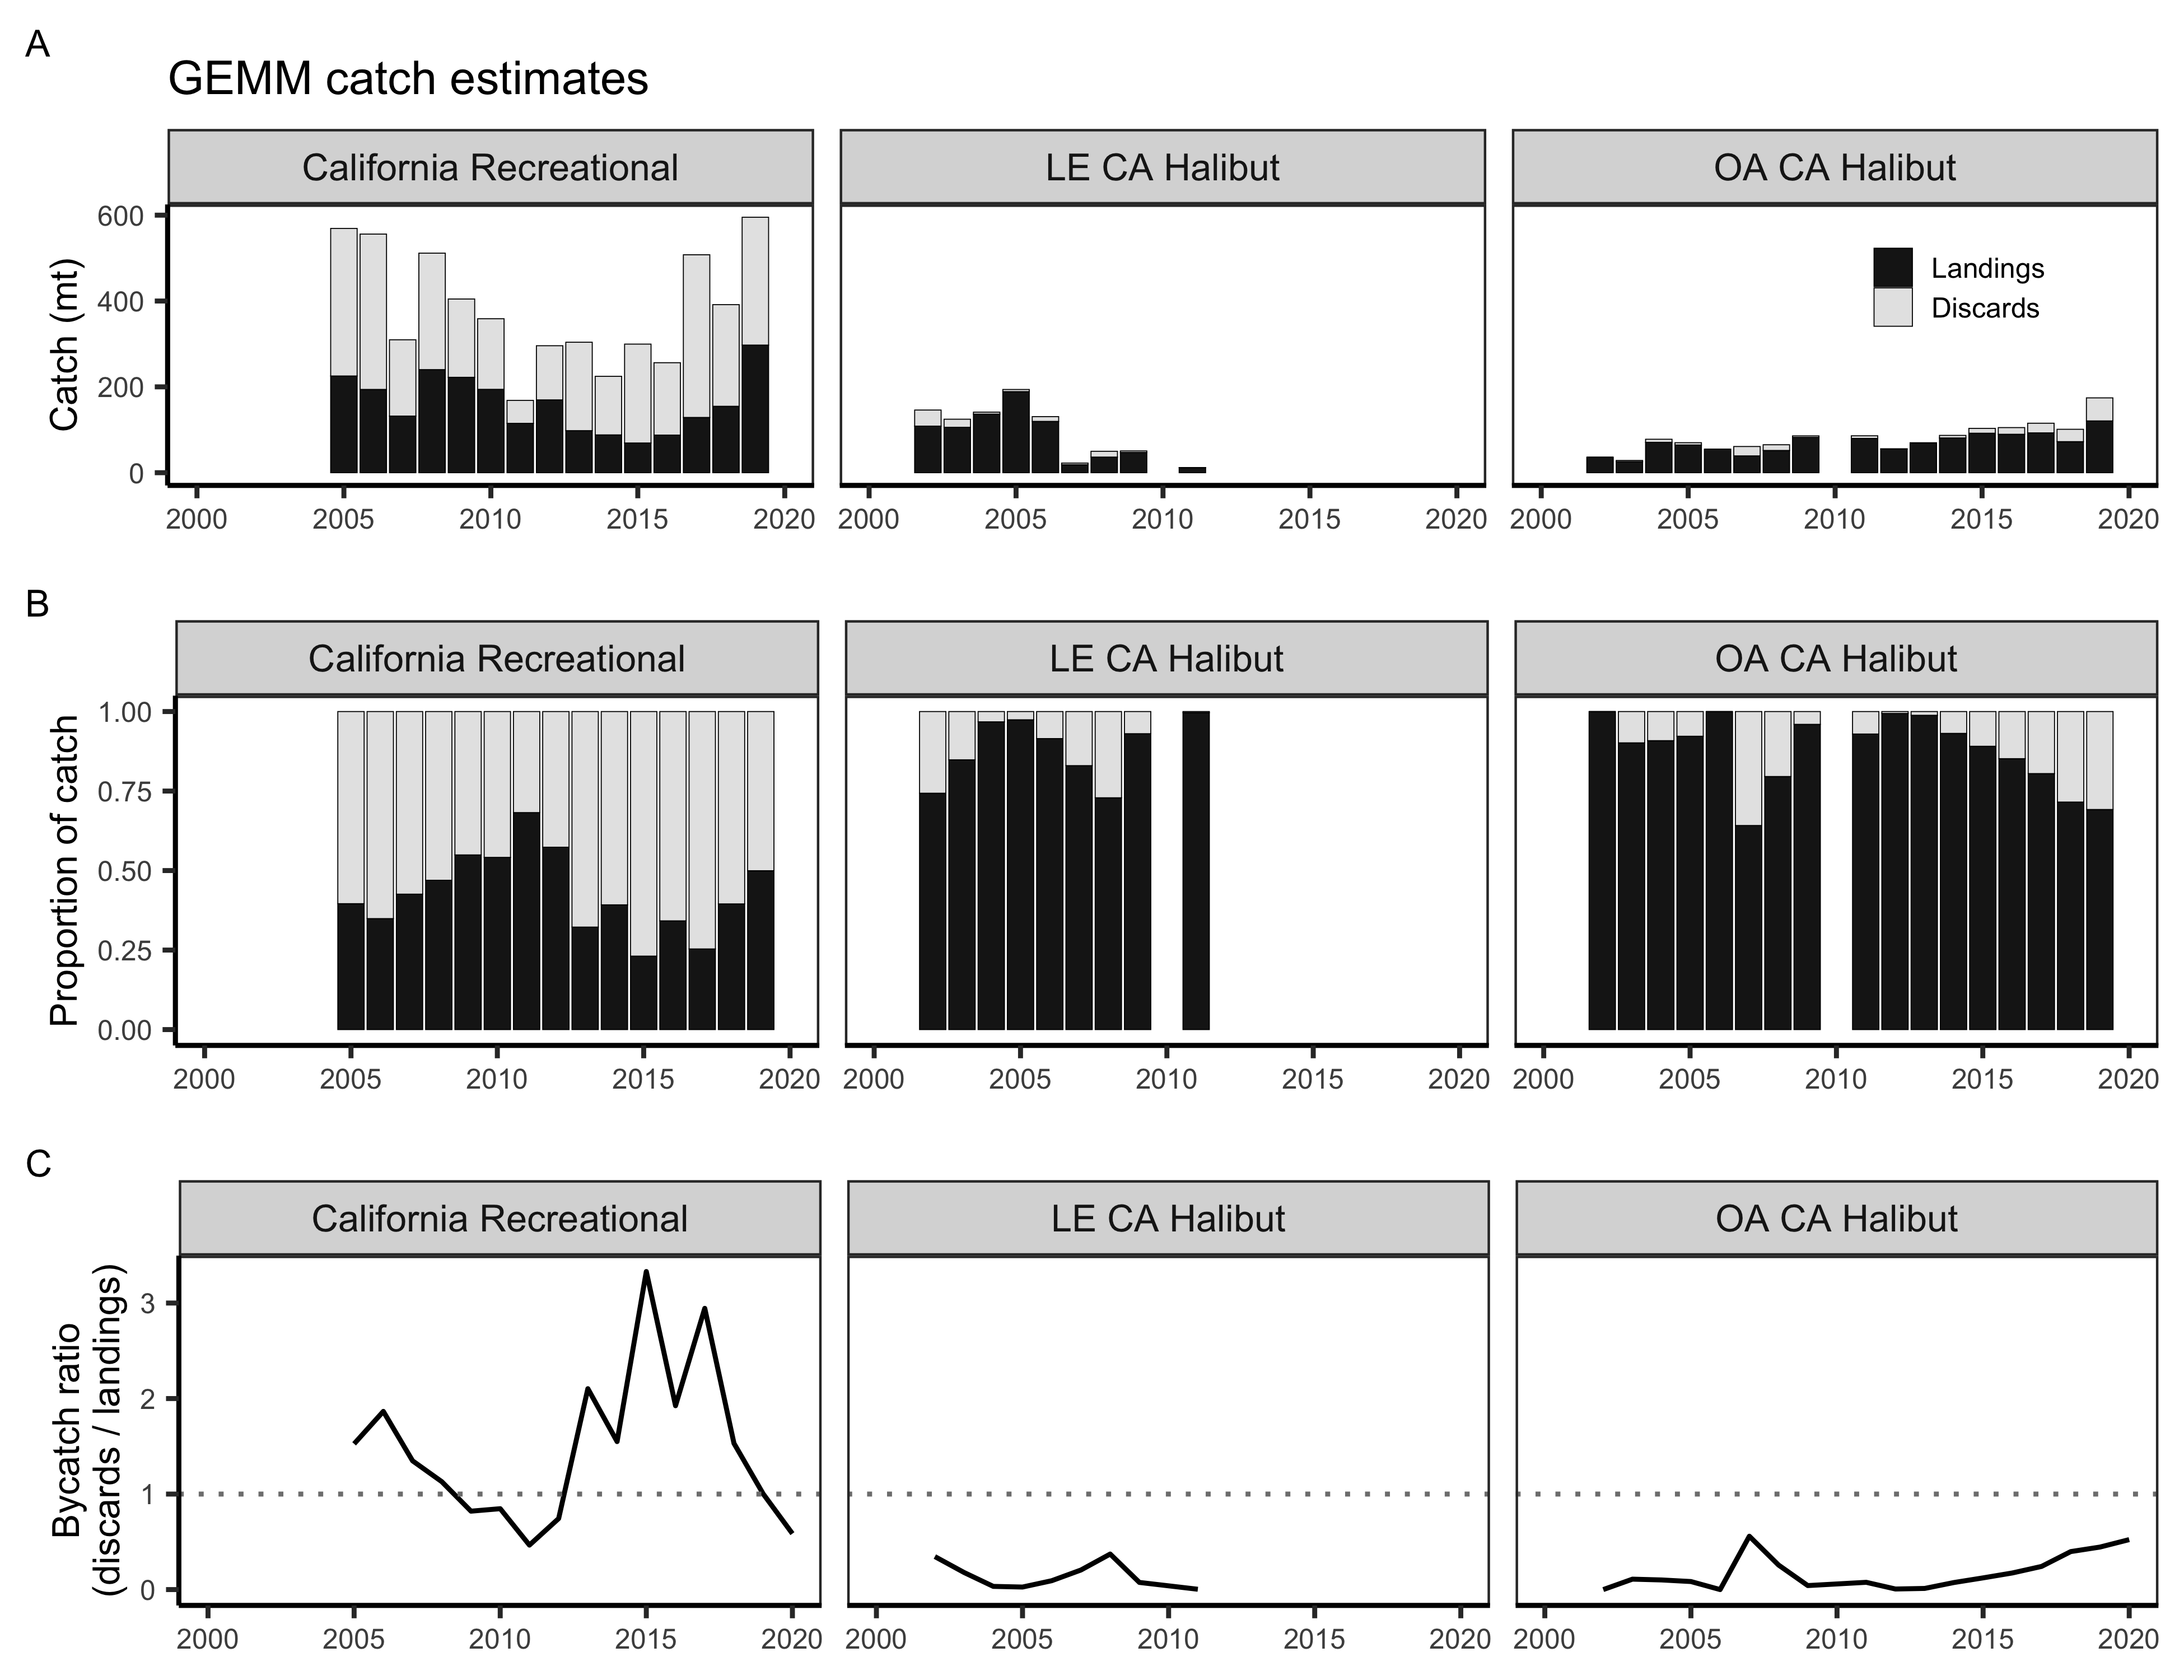 A
GEMM catch estimates
California Recreational LE CA Halibut OA CA Halibut
Catch (mt)
600
400
200
0
Landings
Discards
2000 2005 2010 2015 2020 2000 2005 2010 2015 2020 2000 2005 2010 2015 2020
B
California Recreational LE CA Halibut OA CA Halibut
Proportion of catch
1.00
0.75
0.50
0.25
0.00
2000 2005 2010 2015 2020 2000 2005 2010 2015 2020 2000 2005 2010 2015 2020
C
California Recreational LE CA Halibut OA CA Halibut
Bycatch ratio
(discards / landings)
3
2
1
0
2000 2005 2010 2015 2020 2000 2005 2010 2015 2020 2000 2005 2010 2015 2020